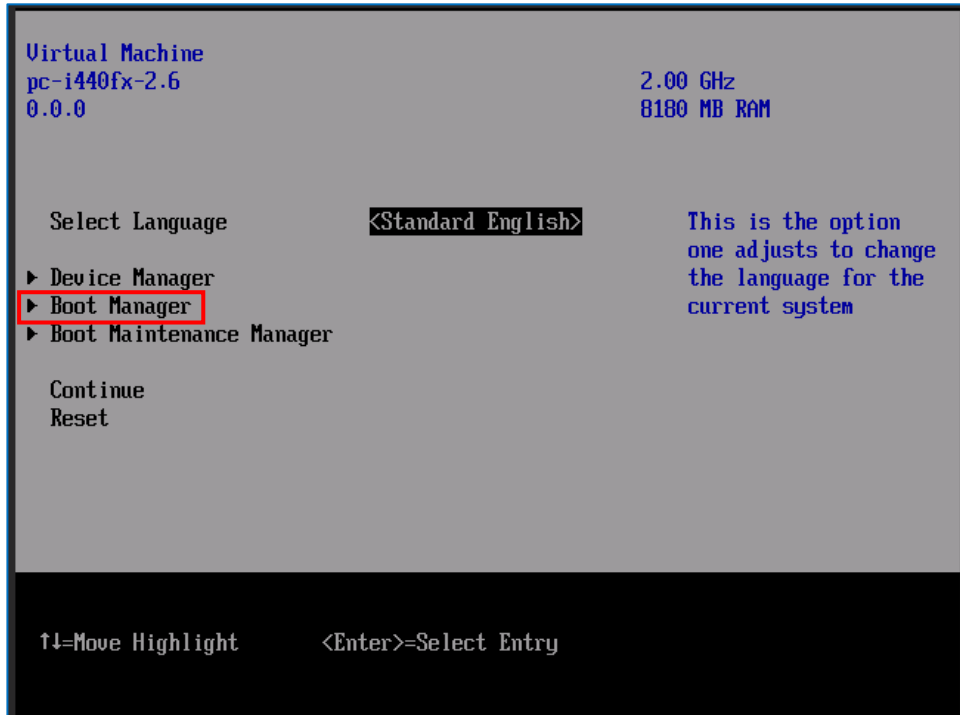 Virtual Machine
pc-i440fx-2.6 2.00 GHz
0.0.0 8180 MB RAM
Select Language <Standard English> This is the option
one adjusts to change
▶ Device Manager the language for the
▶ Boot Manager current system
▶ Boot Maintenance Manager
Continue
Reset
↑↓=Move Highlight <Enter>=Select Entry